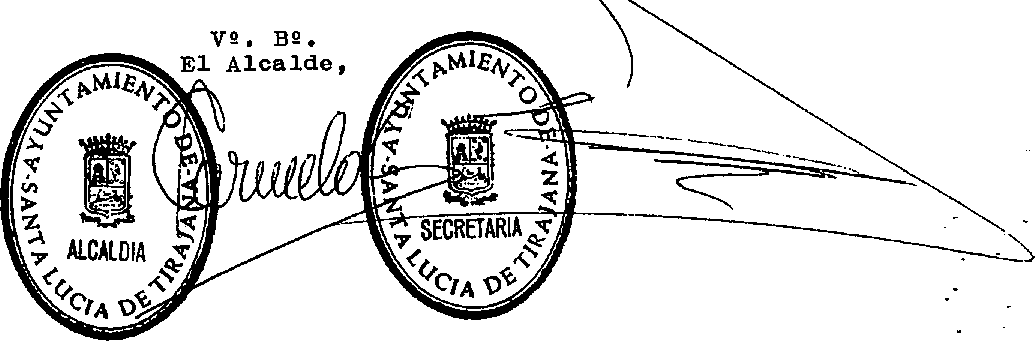 Vº. Bº.
El Alcalde,
AYUNTAMIENTO DE
SANTA LUCIA DE TIRAJANA
ALCALDIA
AYUNTAMIENTO DE
SANTA LUCIA DE TIRAJANA
SECRETARIA